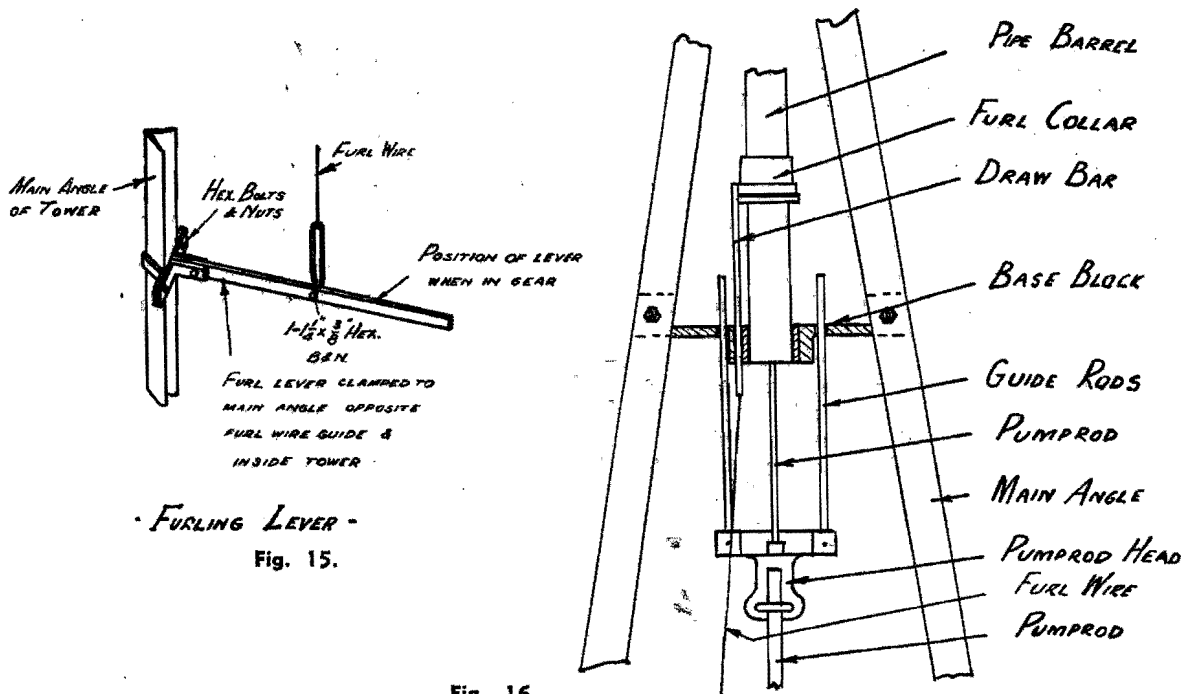 MAIN ANGLE
OF TOWER
HEX. BOLTS
& NUTS
FURL WIRE
POSITION OF LEVER
WHEN IN GEAR
1-1 1/4" x 3/8" HEX.
B&N.
FURL LEVER CLAMPED TO
MAIN ANGLE OPPOSITE
FURL WIRE GUIDE &
INSIDE TOWER
- FURLING LEVER -
Fig. 15.
PIPE BARREL
FURL COLLAR
DRAW BAR
BASE BLOCK
GUIDE RODS
PUMPROD
MAIN ANGLE
PUMPROD HEAD
FURL WIRE
PUMPROD
Fig. 16